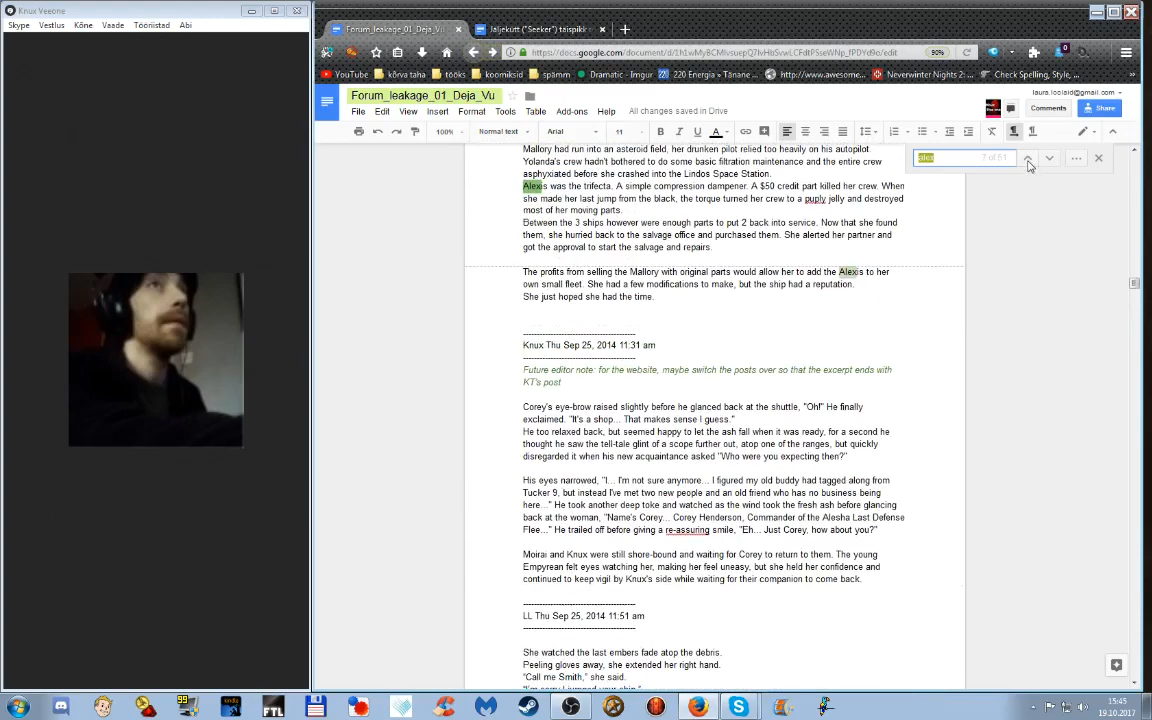 Knux Veeone
Skype Vestlus Kõne Vaade Tööriistad Abi
Forum_leakage_01_Deja_Vu
Jäljekütt ("Seeker") täispikk
https://docs.google.com/document/d/1h1wMyBCMlvsuepQ7lvHbSvwLCFdtPSseWNp_fPDYd9o/edit
90%
YouTube kõrva taha tööks koomiksid spämm Dramatic - Imgur 220 Energia » Tänane ... http://www.awesome... Neverwinter Nights 2: ... Check Spelling, Style, ...
Forum_leakage_01_Deja_Vu
laura.loolaid@gmail.com
File Edit View Insert Format Tools Table Add-ons Help All changes saved in Drive
Comments Share
100% Normal text Arial 11 B I U A
alex 7 of 51
Mallory had run into an asteroid field, her drunken pilot relied too heavily on his autopilot.
Yolanda's crew hadn't bothered to do some basic filtration maintenance and the entire crew
asphyxiated before she crashed into the Lindos Space Station.
Alexis was the trifecta. A simple compression dampener. A $50 credit part killed her crew. When
she made her last jump from the black, the torque turned her crew to a puply jelly and destroyed
most of her moving parts.
Between the 3 ships however were enough parts to put 2 back into service. Now that she found
them, she hurried back to the salvage office and purchased them. She alerted her partner and
got the approval to start the salvage and repairs.
The profits from selling the Mallory with original parts would allow her to add the Alexis to her
own small fleet. She had a few modifications to make, but the ship had a reputation.
She just hoped she had the time.
-----------------------------------------
Knux Thu Sep 25, 2014 11:31 am
-----------------------------------------
Future editor note: for the website, maybe switch the posts over so that the excerpt ends with
KT's post
Corey's eye-brow raised slightly before he glanced back at the shuttle, "Oh!" He finally
exclaimed. "It's a shop... That makes sense I guess."
He too relaxed back, but seemed happy to let the ash fall when it was ready, for a second he
thought he saw the tell-tale glint of a scope further out, atop one of the ranges, but quickly
disregarded it when his new acquaintance asked "Who were you expecting then?"
His eyes narrowed, "I... I'm not sure anymore... I figured my old buddy had tagged along from
Tucker 9, but instead I've met two new people and an old friend who has no business being
here..." He took another deep toke and watched as the wind took the fresh ash before glancing
back at the woman, "Name's Corey... Corey Henderson, Commander of the Alesha Last Defense
Flee..." He trailed off before giving a re-assuring smile, "Eh... Just Corey, how about you?"
Moirai and Knux were still shore-bound and waiting for Corey to return to them. The young
Empyrean felt eyes watching her, making her feel uneasy, but she held her confidence and
continued to keep vigil by Knux's side while waiting for their companion to come back.
-----------------------------------------
LL Thu Sep 25, 2014 11:51 am
-----------------------------------------
She watched the last embers fade atop the debris.
Peeling gloves away, she extended her right hand.
"Call me Smith," she said.
"I'm sorry I jumped your ship."
99 kindle FTL
15:45
19.10.2017